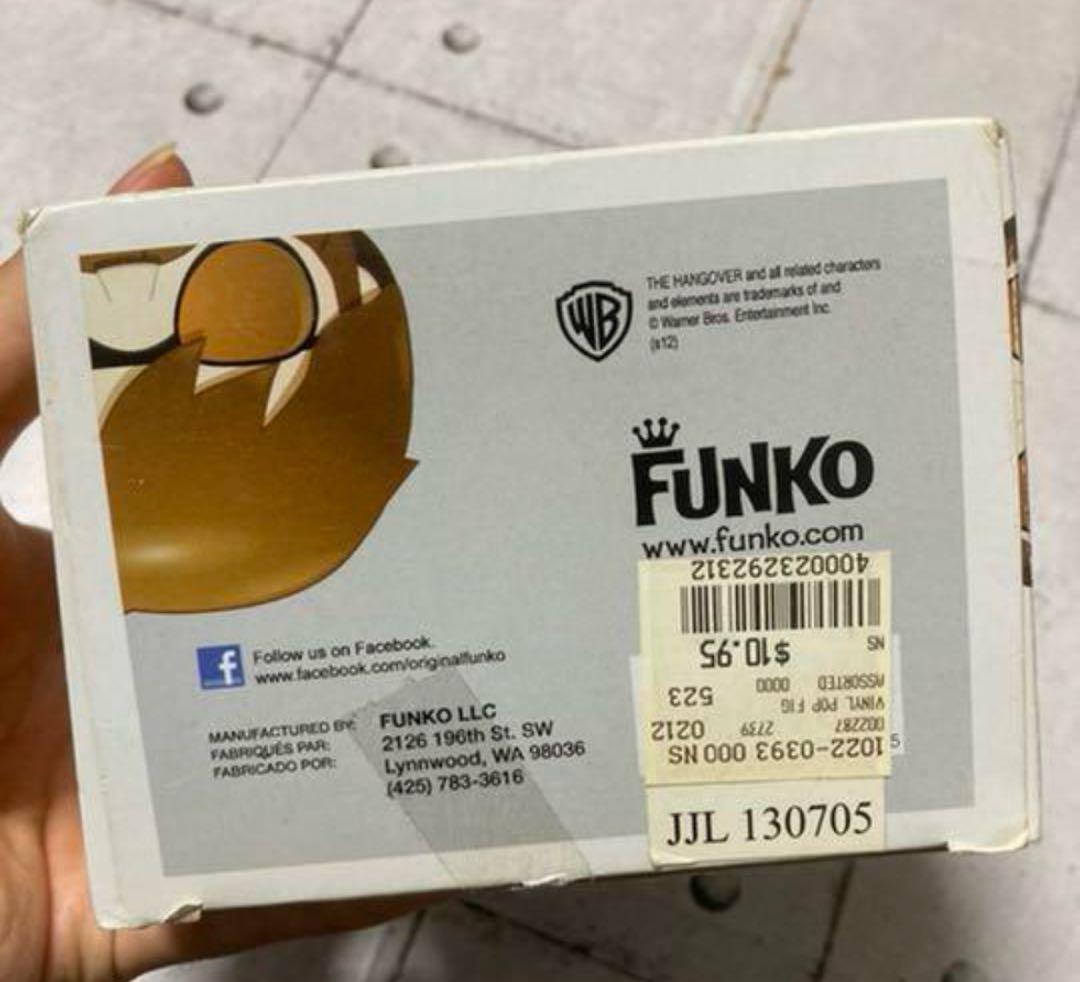 THE HANGOVER and all related characters
and elements are trademarks of and
© Warner Bros. Entertainment Inc.
(s12)
WB
FUNKO
www.funko.com
400023292312
$10.95
NS
ASSORTED 0000 523
VINYL POP FIG
002287 2739 0212
1022-0393 000 NS
5
JJL 130705
f
Follow us on Facebook.
www.facebook.com/originalfunko
MANUFACTURED BY:
FABRIQUÉS PAR:
FABRICADO POR:
FUNKO LLC
2126 196th St. SW
Lynnwood, WA 98036
(425) 783-3616